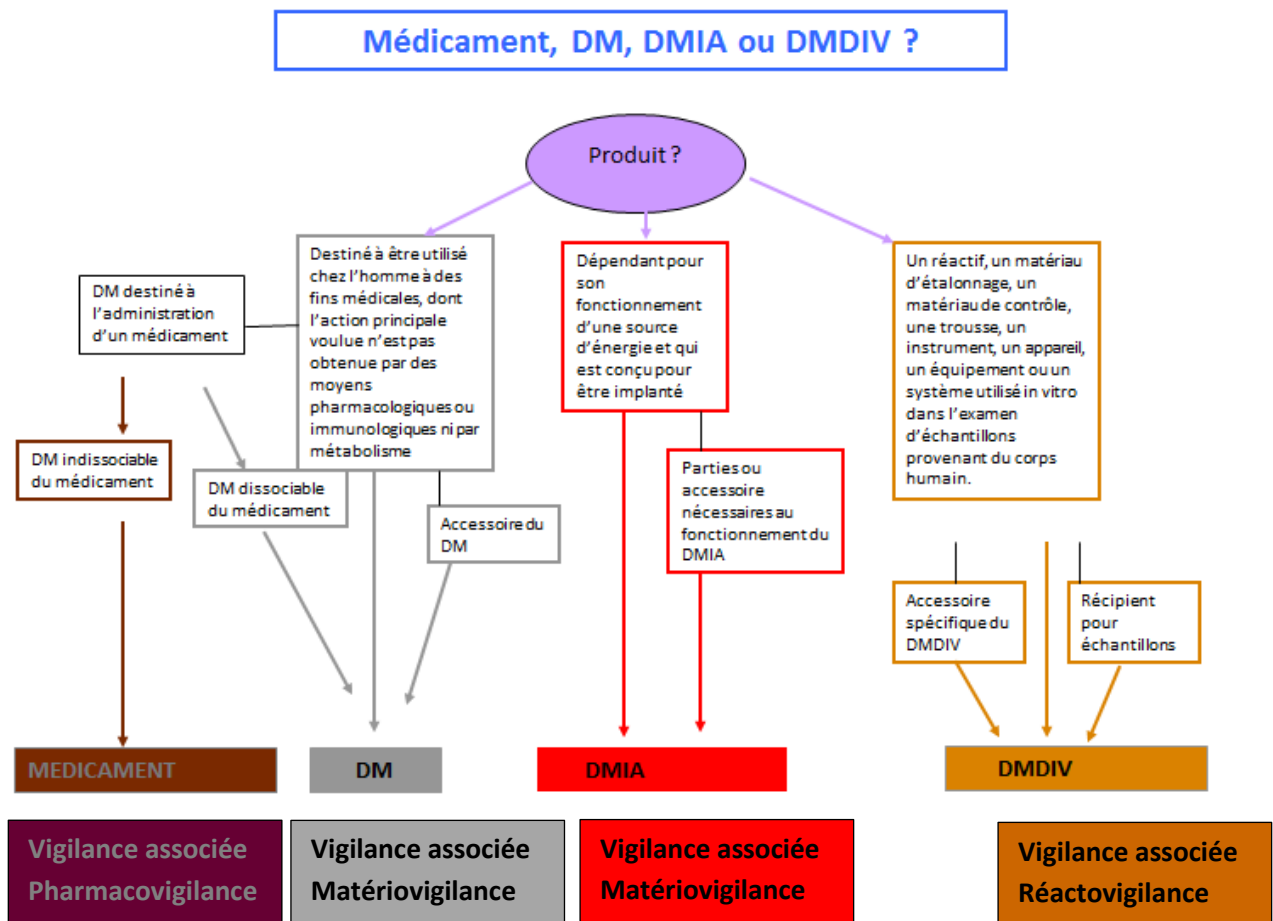 Médicament, DM, DMIA ou DMDIV ?
Produit ?
DM destiné à
l'administration
d'un médicament
Destiné à être utilisé
chez l'homme à des
fins médicales, dont
l'action principale
voulue n'est pas
obtenue par des
moyens
pharmacologiques ou
immunologiques ni par
métabolisme
Dépendant pour
son
fonctionnement
d'une source
d'énergie et qui
est conçu pour
être implanté
Un réactif, un matériau
d'étalonnage, un
matériau de contrôle,
une trousse, un
instrument, un appareil,
un équipement ou un
système utilisé in vitro
dans l'examen
d'échantillons
provenant du corps
humain.
DM indissociable
du médicament
DM dissociable
du médicament
Accessoire du
DM
Parties ou
accessoire
nécessaires au
fonctionnement du
DMIA
Accessoire
spécifique du
DMDIV
Récipient
pour
échantillons
MEDICAMENT
DM
DMIA
DMDIV
Vigilance associée
Pharmacovigilance
Vigilance associée
Matériovigilance
Vigilance associée
Matériovigilance
Vigilance associée
Réactovigilance